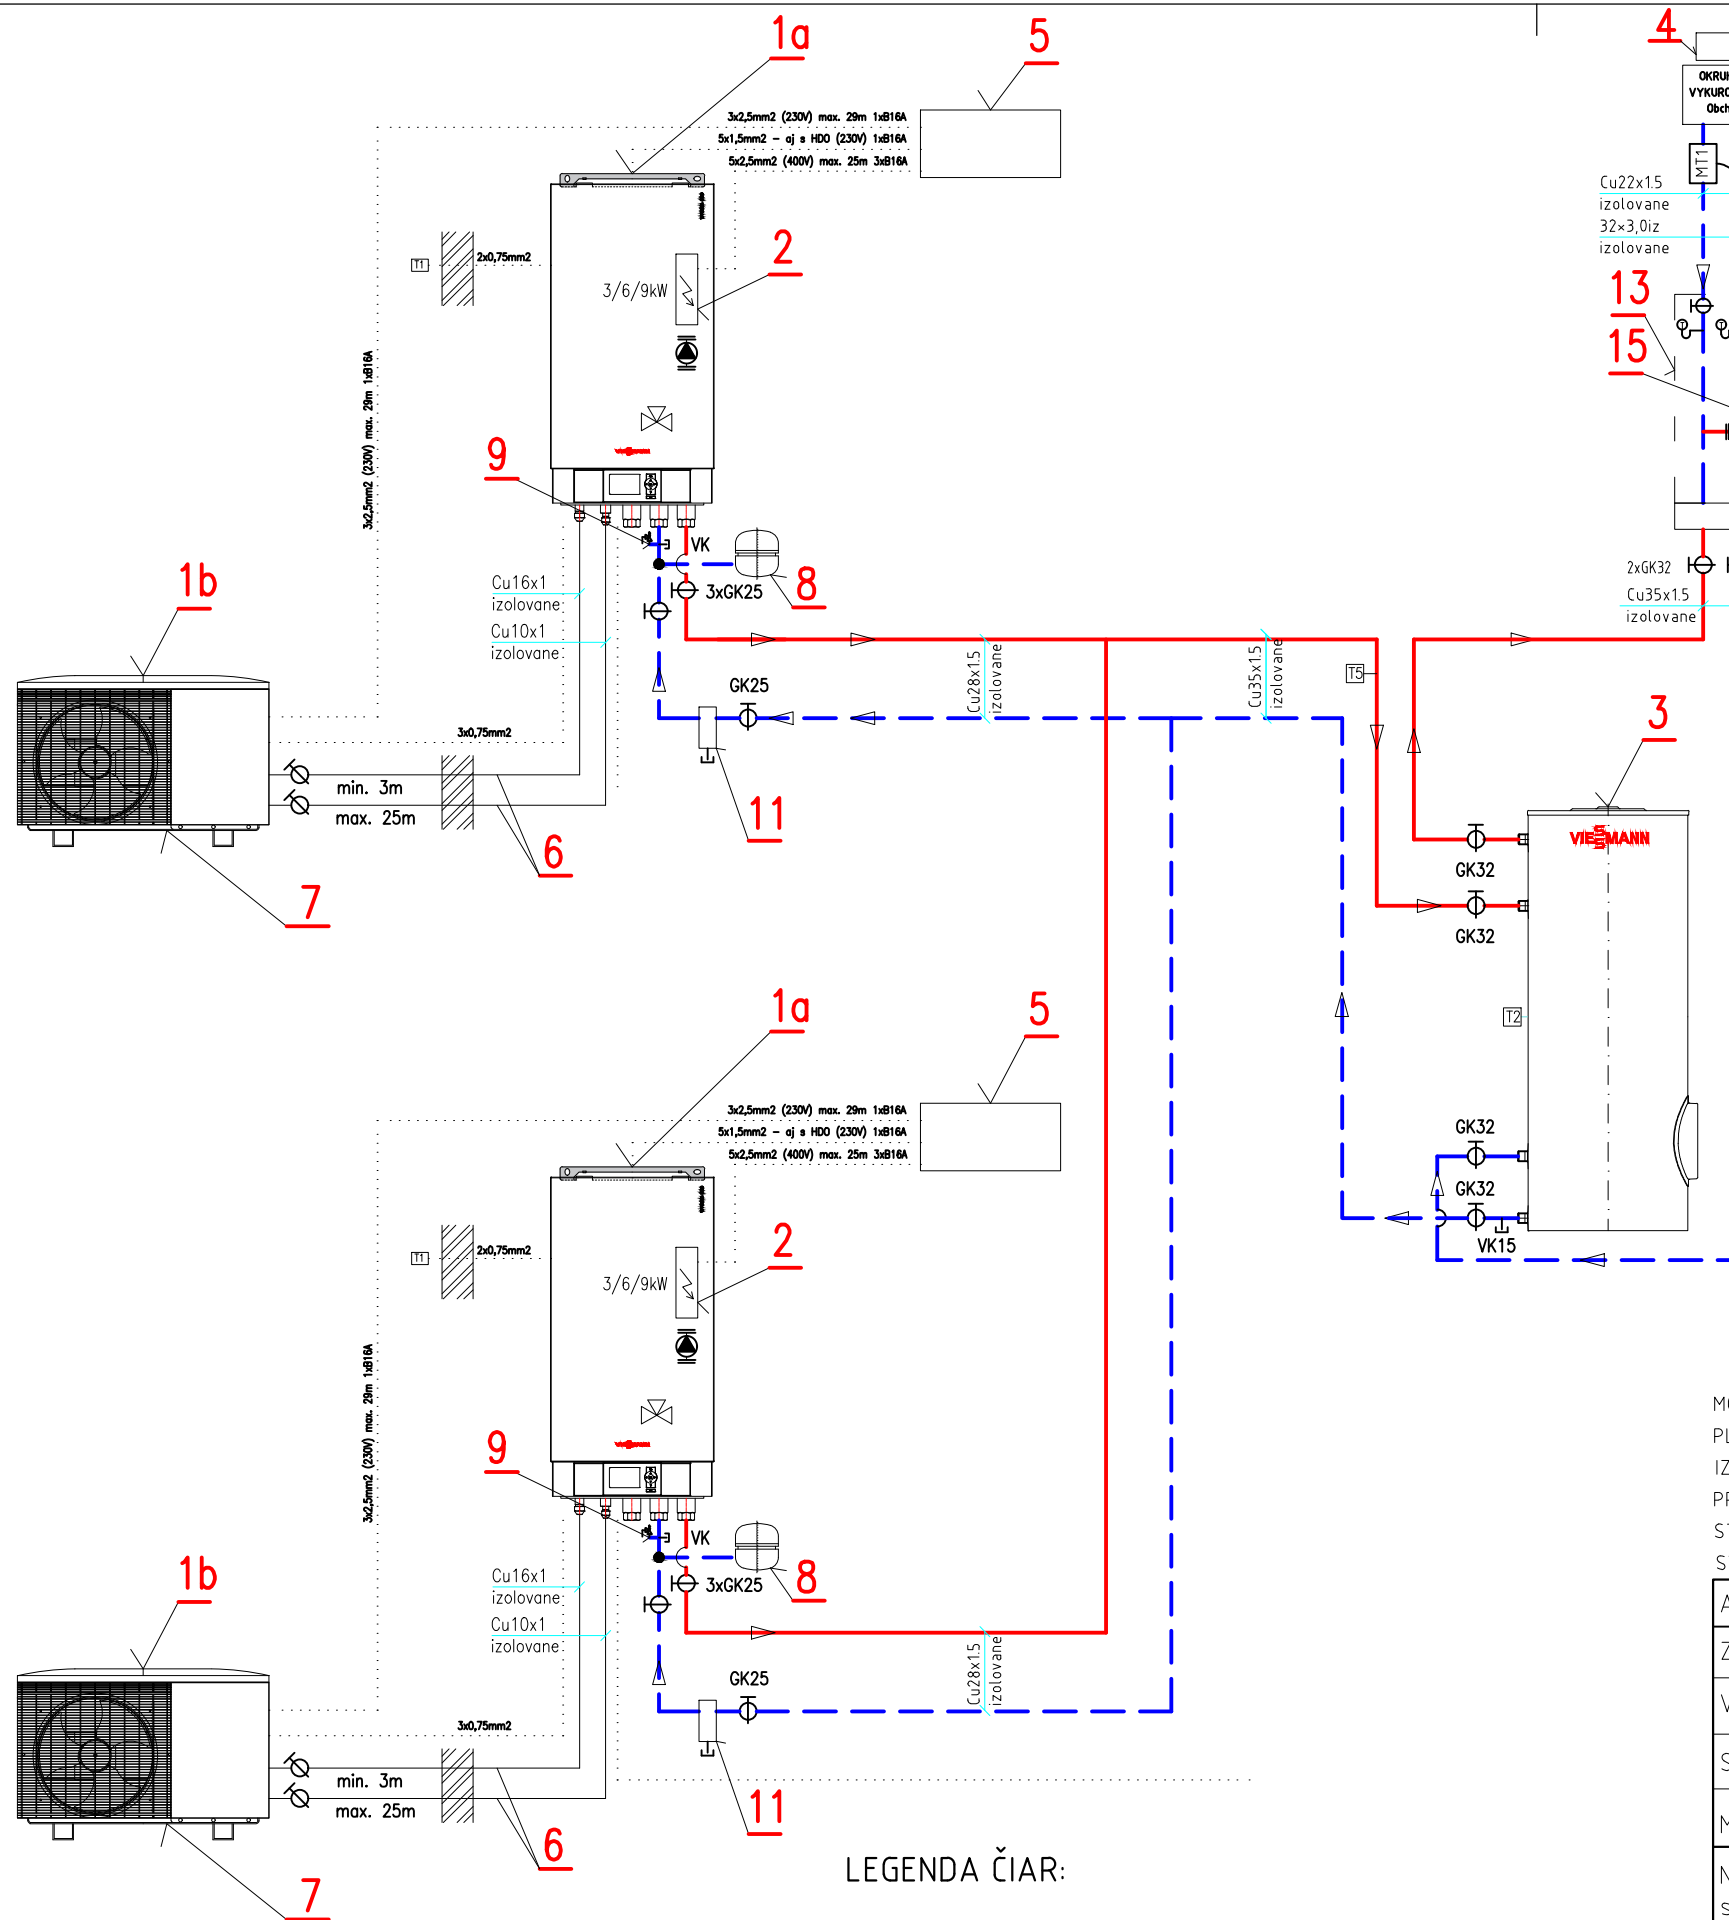 1a
5
4
3x2,5mm2 (230V) max. 29m 1xB16A
5x1,5mm2 - aj s HDO (230V) 1xB16A
5x2,5mm2 (400V) max. 25m 3xB16A
VYKURO
Obch
MT1
Cu22x1.5
izolovane
32x3,0iz
izolovane
T1
2x0,75mm2
2
3/6/9kW
13
15
3x2,5mm2 (230V) max. 29m 1xB16A
9
VK
8
3xGK25
2xGK32
Cu35x1.5
izolovane
1b
Cu16x1
izolovane
Cu10x1
izolovane
Cu28x1.5
izolovane
Cu35x1.5
izolovane
T5
GK25
3
3x0,75mm2
min. 3m
max. 25m
11
6
7
VIESSMANN
GK32
GK32
T2
GK32
GK32
VK15
1a
5
3x2,5mm2 (230V) max. 29m 1xB16A
5x1,5mm2 - aj s HDO (230V) 1xB16A
5x2,5mm2 (400V) max. 25m 3xB16A
T1
2x0,75mm2
2
3/6/9kW
3x2,5mm2 (230V) max. 29m 1xB16A
9
VK
8
3xGK25
1b
Cu16x1
izolovane
Cu10x1
izolovane
Cu28x1.5
izolovane
GK25
3x0,75mm2
min. 3m
max. 25m
11
6
7
LEGENDA ČIAR: